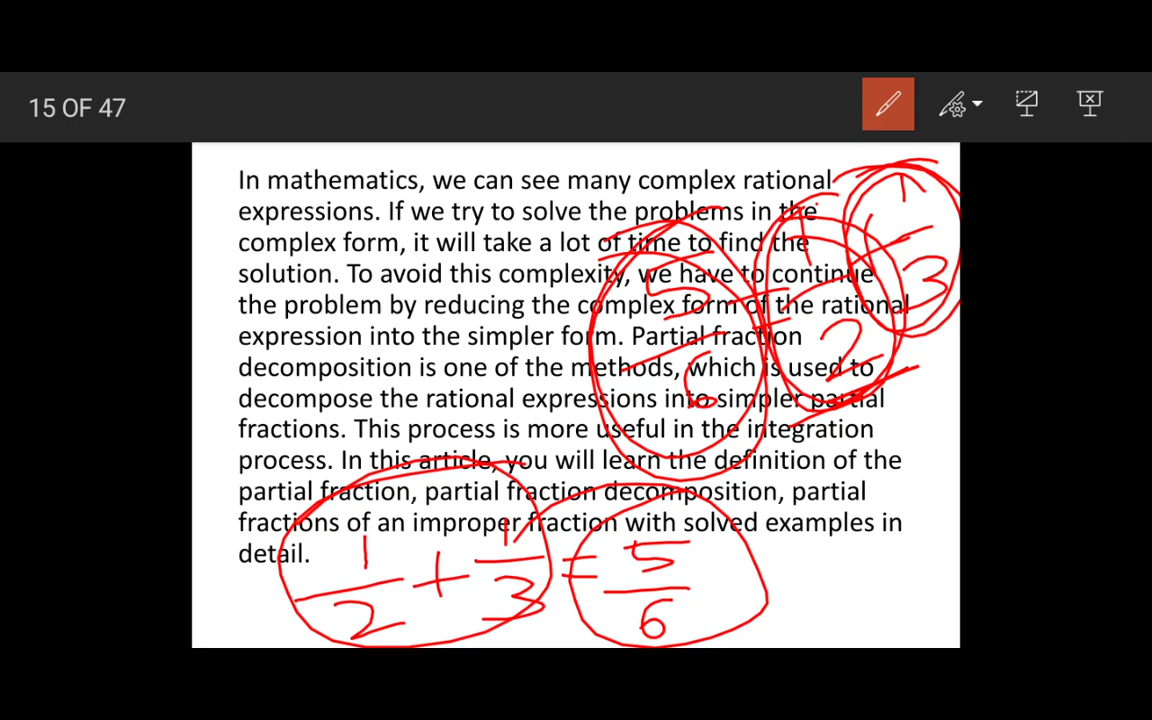 15 OF 47
In mathematics, we can see many complex rational
expressions. If we try to solve the problems in the
complex form, it will take a lot of time to find the
solution. To avoid this complexity, we have to continue
the problem by reducing the complex form of the rational
expression into the simpler form. Partial fraction
decomposition is one of the methods, which is used to
decompose the rational expressions into simpler partial
fractions. This process is more useful in the integration
process. In this article, you will learn the definition of the
partial fraction, partial fraction decomposition, partial
fractions of an improper fraction with solved examples in
detail.
5/6 = 1/2 + 1/3
1/2 + 1/3 = 5/6